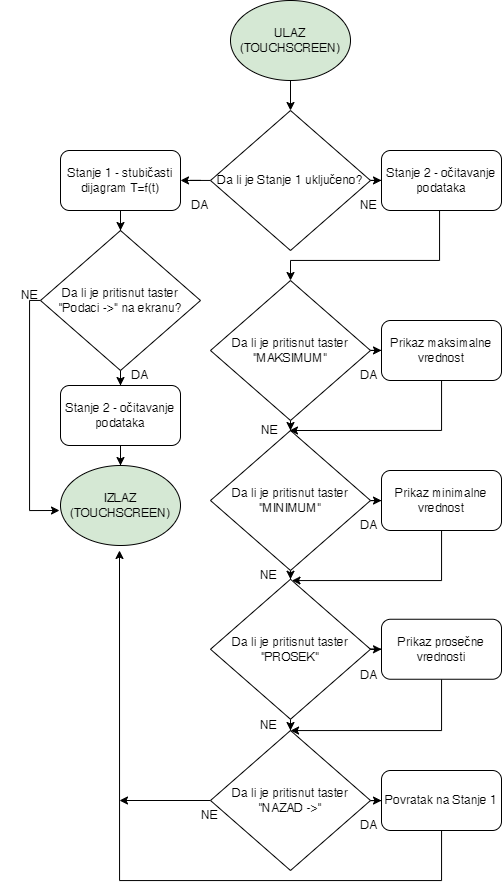 ULAZ
(TOUCHSCREEN)
Da li je Stanje 1 uključeno?
DA
NE
Stanje 1 - stubičasti
dijagram T=f(t)
Stanje 2 - očitavanje
podataka
Da li je pritisnut taster
"Podaci ->" na ekranu?
NE
DA
Stanje 2 - očitavanje
podataka
IZLAZ
(TOUCHSCREEN)
Da li je pritisnut taster
"MAKSIMUM"
DA
NE
Prikaz maksimalne
vrednost
Da li je pritisnut taster
"MINIMUM"
DA
NE
Prikaz minimalne
vrednost
Da li je pritisnut taster
"PROSEK"
DA
NE
Prikaz prosečne
vrednosti
Da li je pritisnut taster
"NAZAD ->"
NE
DA
Povratak na Stanje 1